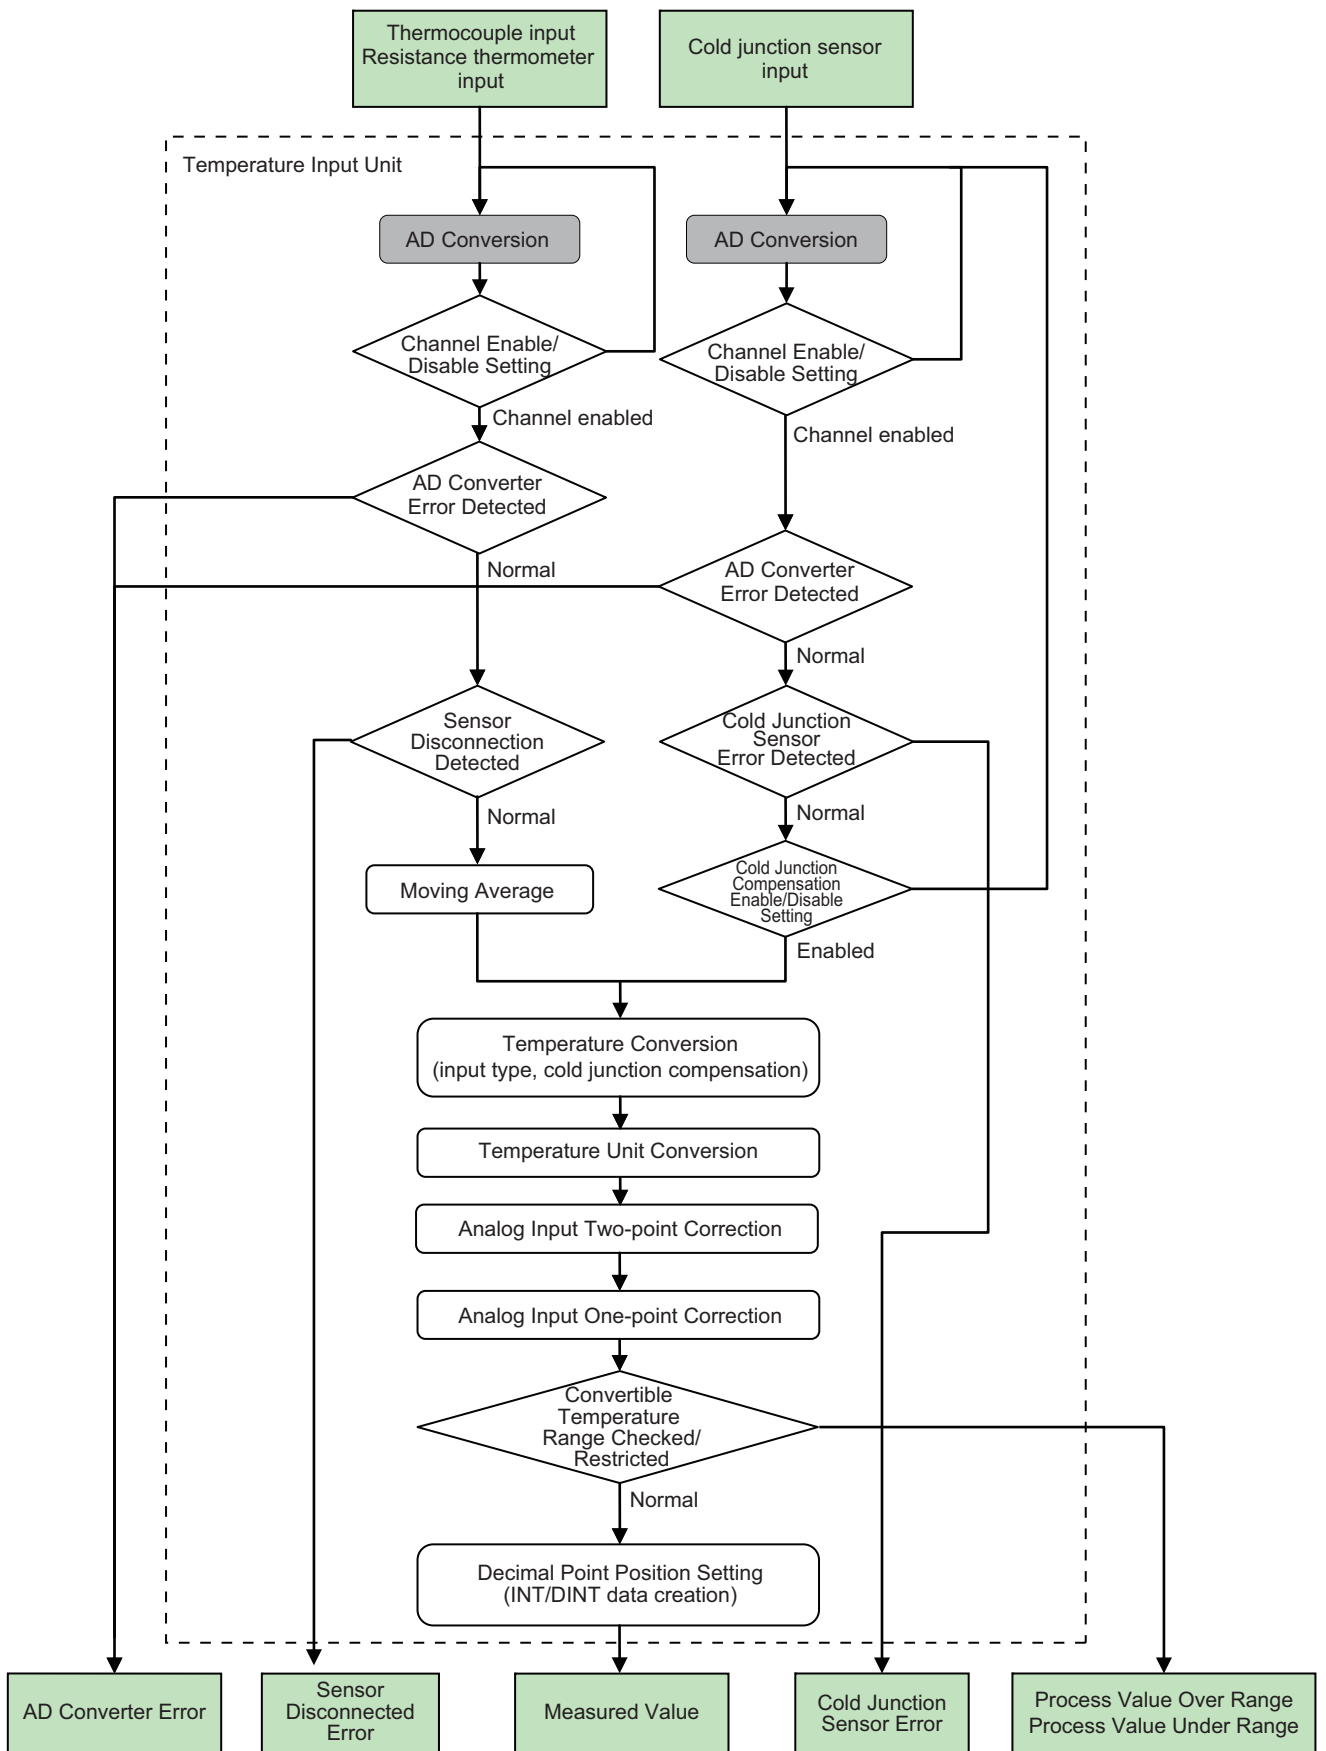 Thermocouple input
Resistance thermometer
input
Cold junction sensor
input
Temperature Input Unit
AD Conversion
AD Conversion
Channel Enable/
Disable Setting
Channel Enable/
Disable Setting
Channel enabled
Channel enabled
AD Converter
Error Detected
Normal
AD Converter
Error Detected
Normal
Sensor
Disconnection
Detected
Cold Junction
Sensor
Error Detected
Normal
Normal
Moving Average
Cold Junction
Compensation
Enable/Disable
Setting
Enabled
Temperature Conversion
(input type, cold junction compensation)
Temperature Unit Conversion
Analog Input Two-point Correction
Analog Input One-point Correction
Convertible
Temperature
Range Checked/
Restricted
Normal
Decimal Point Position Setting
(INT/DINT data creation)
AD Converter Error
Sensor
Disconnected
Error
Measured Value
Cold Junction
Sensor Error
Process Value Over Range
Process Value Under Range